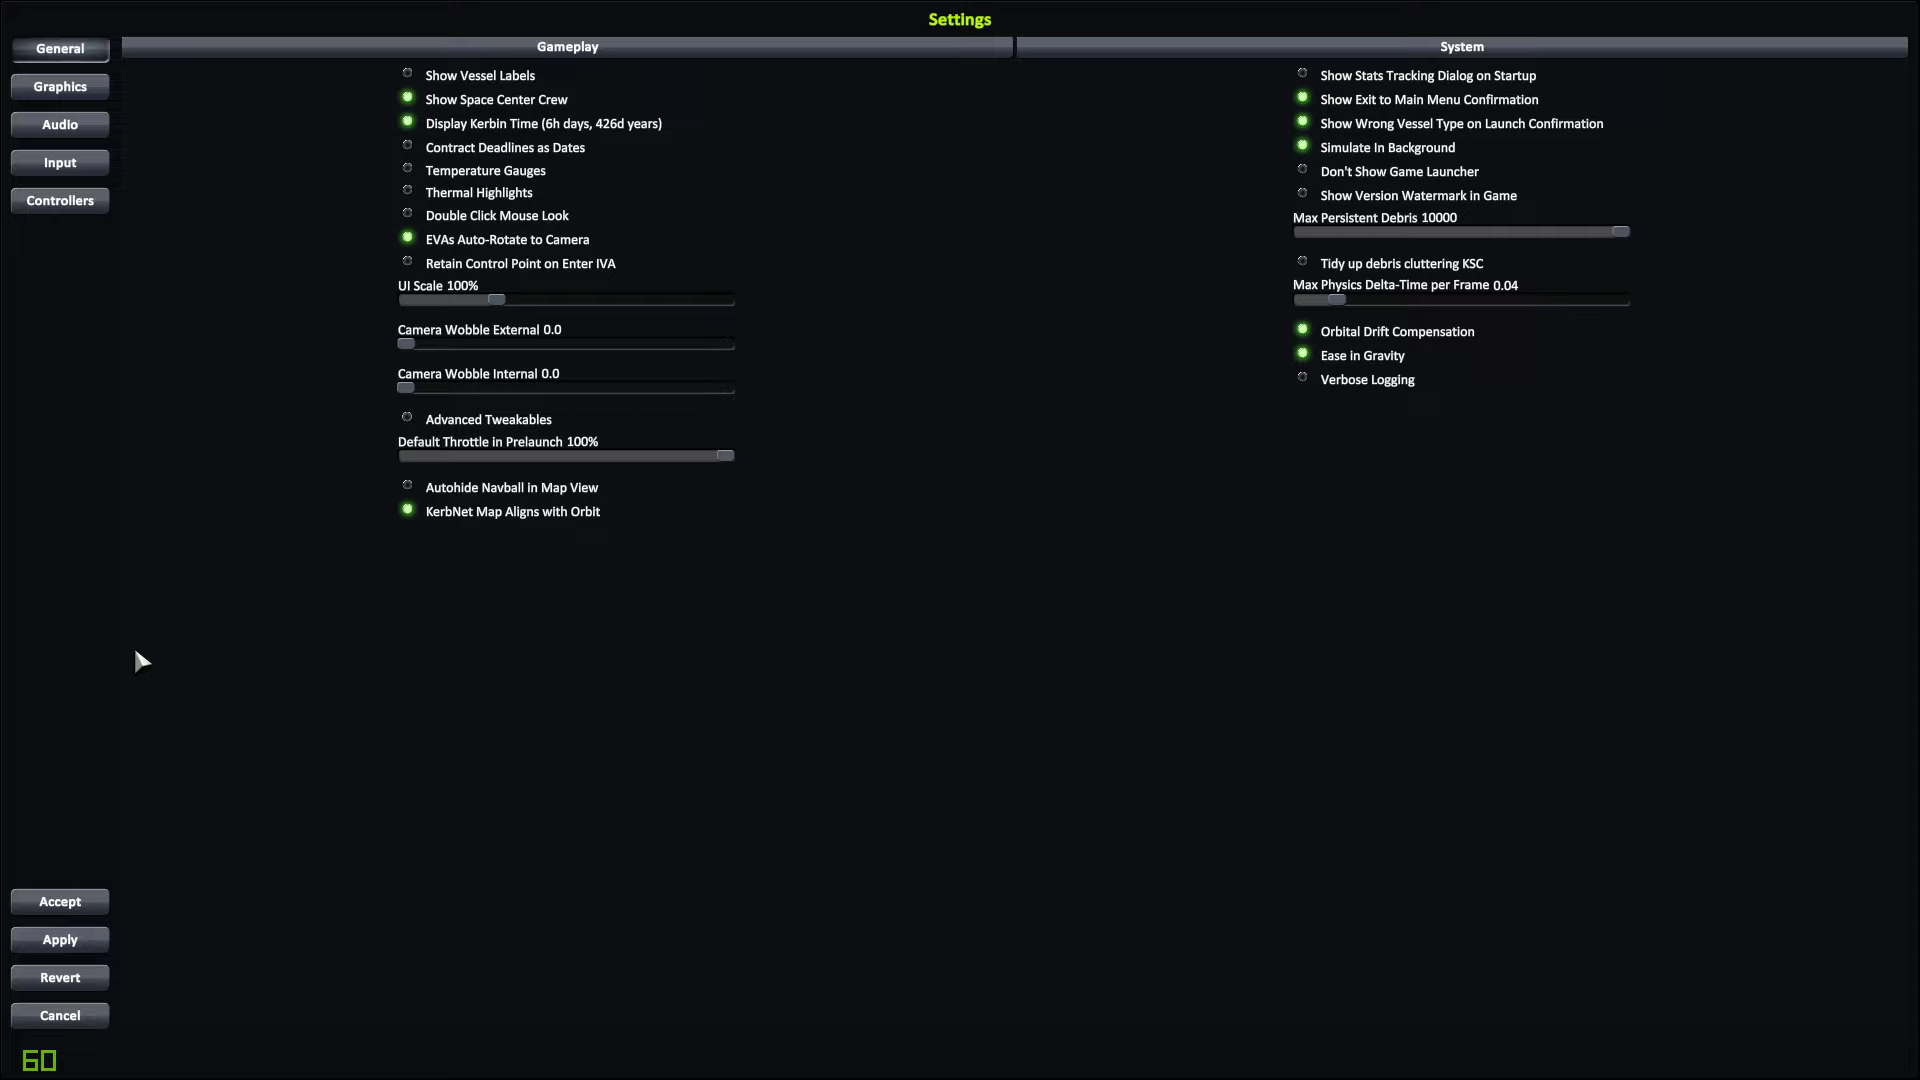 Settings
General
Graphics
Audio
Input
Controllers
Gameplay
Show Vessel Labels
Show Space Center Crew
Display Kerbin Time (6h days, 426d years)
Contract Deadlines as Dates
Temperature Gauges
Thermal Highlights
Double Click Mouse Look
EVAs Auto-Rotate to Camera
Retain Control Point on Enter IVA
UI Scale 100%
Camera Wobble External 0.0
Camera Wobble Internal 0.0
Advanced Tweakables
Default Throttle in Prelaunch 100%
Autohide Navball in Map View
KerbNet Map Aligns with Orbit
System
Show Stats Tracking Dialog on Startup
Show Exit to Main Menu Confirmation
Show Wrong Vessel Type on Launch Confirmation
Simulate In Background
Don't Show Game Launcher
Show Version Watermark in Game
Max Persistent Debris 10000
Tidy up debris cluttering KSC
Max Physics Delta-Time per Frame 0.04
Orbital Drift Compensation
Ease in Gravity
Verbose Logging
Accept
Apply
Revert
Cancel
60